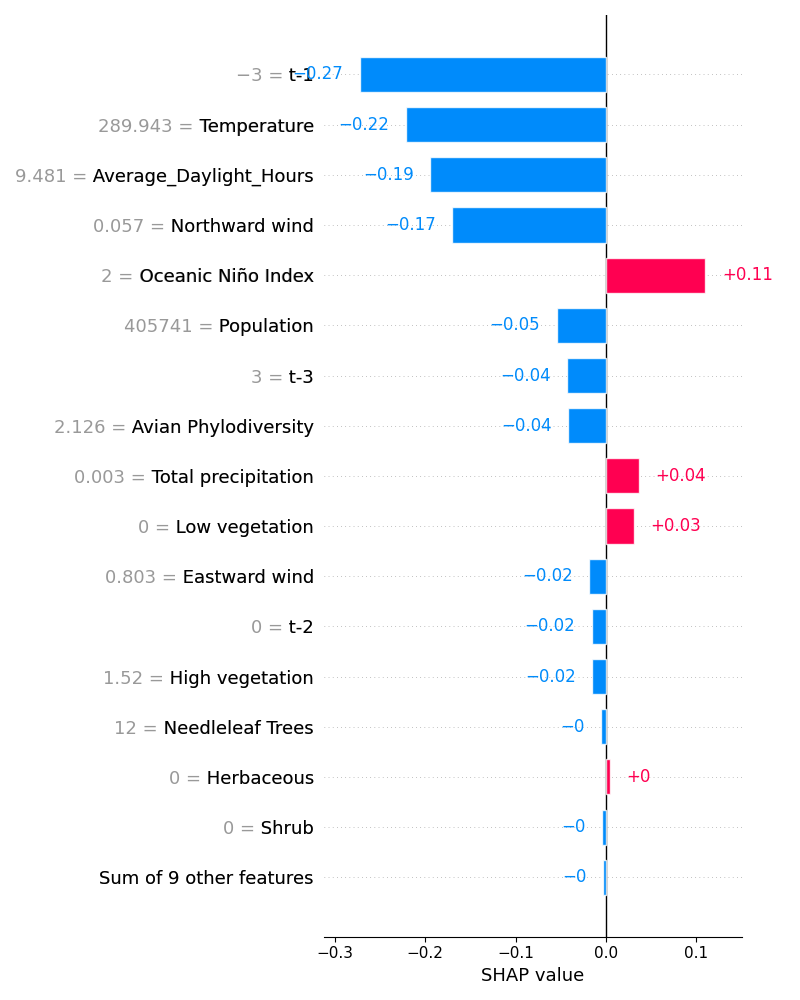 −3 = t-1 −0.27
289.943 = Temperature −0.22
9.481 = Average_Daylight_Hours −0.19
0.057 = Northward wind −0.17
2 = Oceanic Niño Index +0.11
405741 = Population −0.05
3 = t-3 −0.04
2.126 = Avian Phylodiversity −0.04
0.003 = Total precipitation +0.04
0 = Low vegetation +0.03
0.803 = Eastward wind −0.02
0 = t-2 −0.02
1.52 = High vegetation −0.02
12 = Needleleaf Trees −0
0 = Herbaceous +0
0 = Shrub −0
Sum of 9 other features −0
−0.3 −0.2 −0.1 0.0 0.1
SHAP value